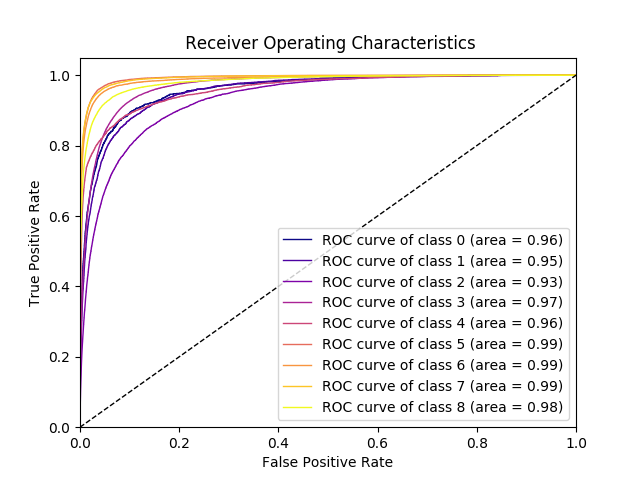 Receiver Operating Characteristics
1.0
0.8
0.6
0.4
0.2
0.0
True Positive Rate
ROC curve of class 0 (area = 0.96)
ROC curve of class 1 (area = 0.95)
ROC curve of class 2 (area = 0.93)
ROC curve of class 3 (area = 0.97)
ROC curve of class 4 (area = 0.96)
ROC curve of class 5 (area = 0.99)
ROC curve of class 6 (area = 0.99)
ROC curve of class 7 (area = 0.99)
ROC curve of class 8 (area = 0.98)
0.0 0.2 0.4 0.6 0.8 1.0
False Positive Rate